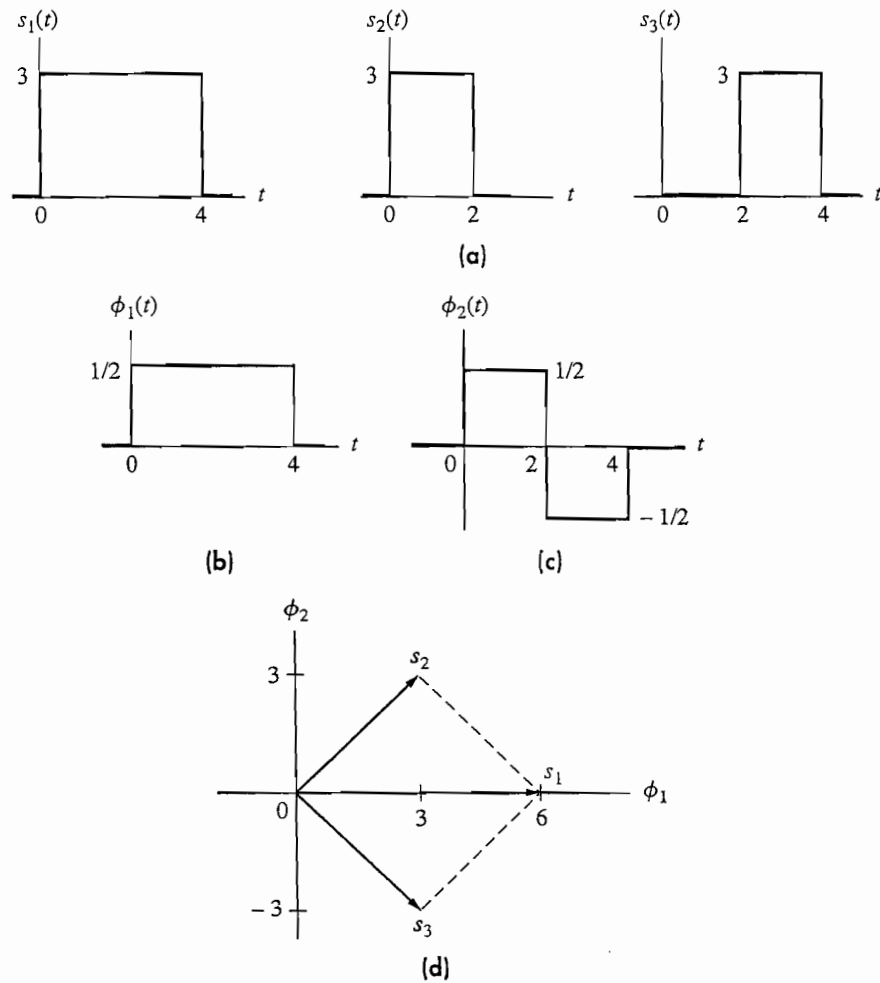 s₁(t) s₂(t) s₃(t)
3 3 3
t t t
0 4 0 2 0 2 4
(a)
ϕ₁(t) ϕ₂(t)
1/2 1/2
t t
0 4 0 2 4
− 1/2
(b) (c)
ϕ₂
s₂
3
s₁
ϕ₁
0 3 6
− 3
s₃
(d)